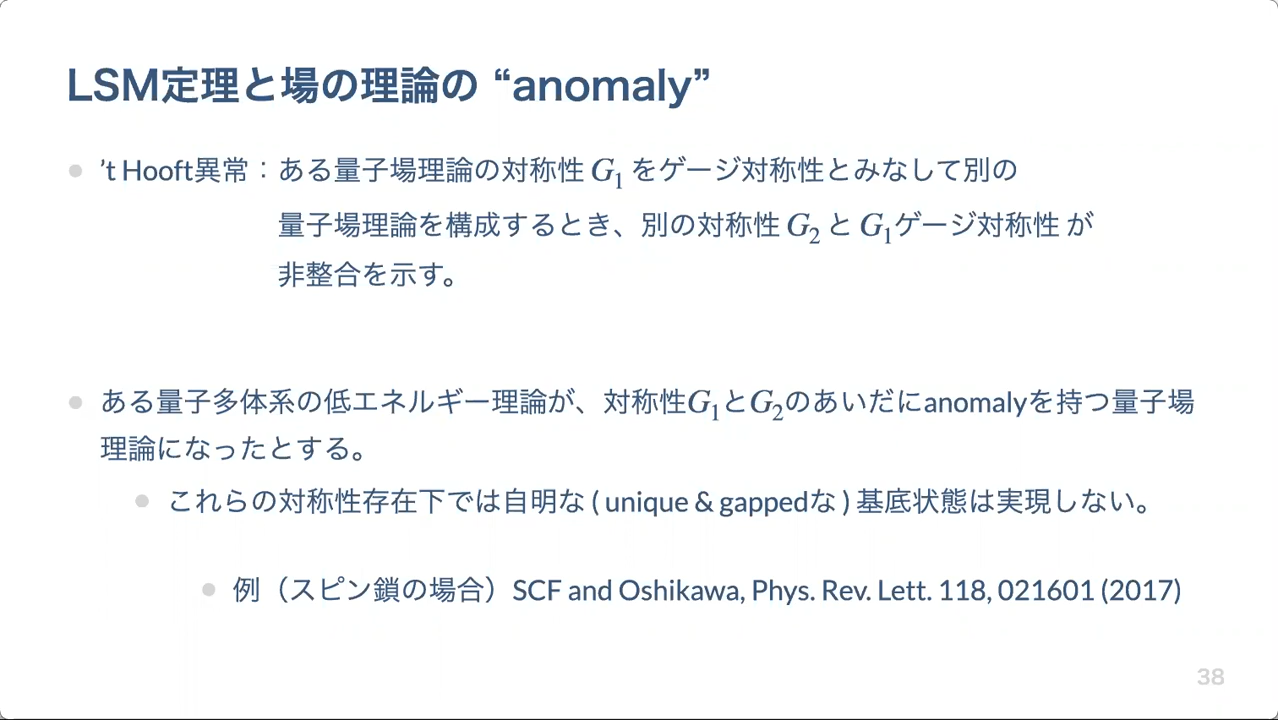 LSM定理と場の理論の “anomaly”
’t Hooft異常：ある量子場理論の対称性 G1 をゲージ対称性とみなして別の
量子場理論を構成するとき、別の対称性 G2 と G1ゲージ対称性 が
非整合を示す。
ある量子多体系の低エネルギー理論が、対称性G1とG2のあいだにanomalyを持つ量子場
理論になったとする。
これらの対称性存在下では自明な ( unique & gappedな ) 基底状態は実現しない。
例（スピン鎖の場合）SCF and Oshikawa, Phys. Rev. Lett. 118, 021601 (2017)
38